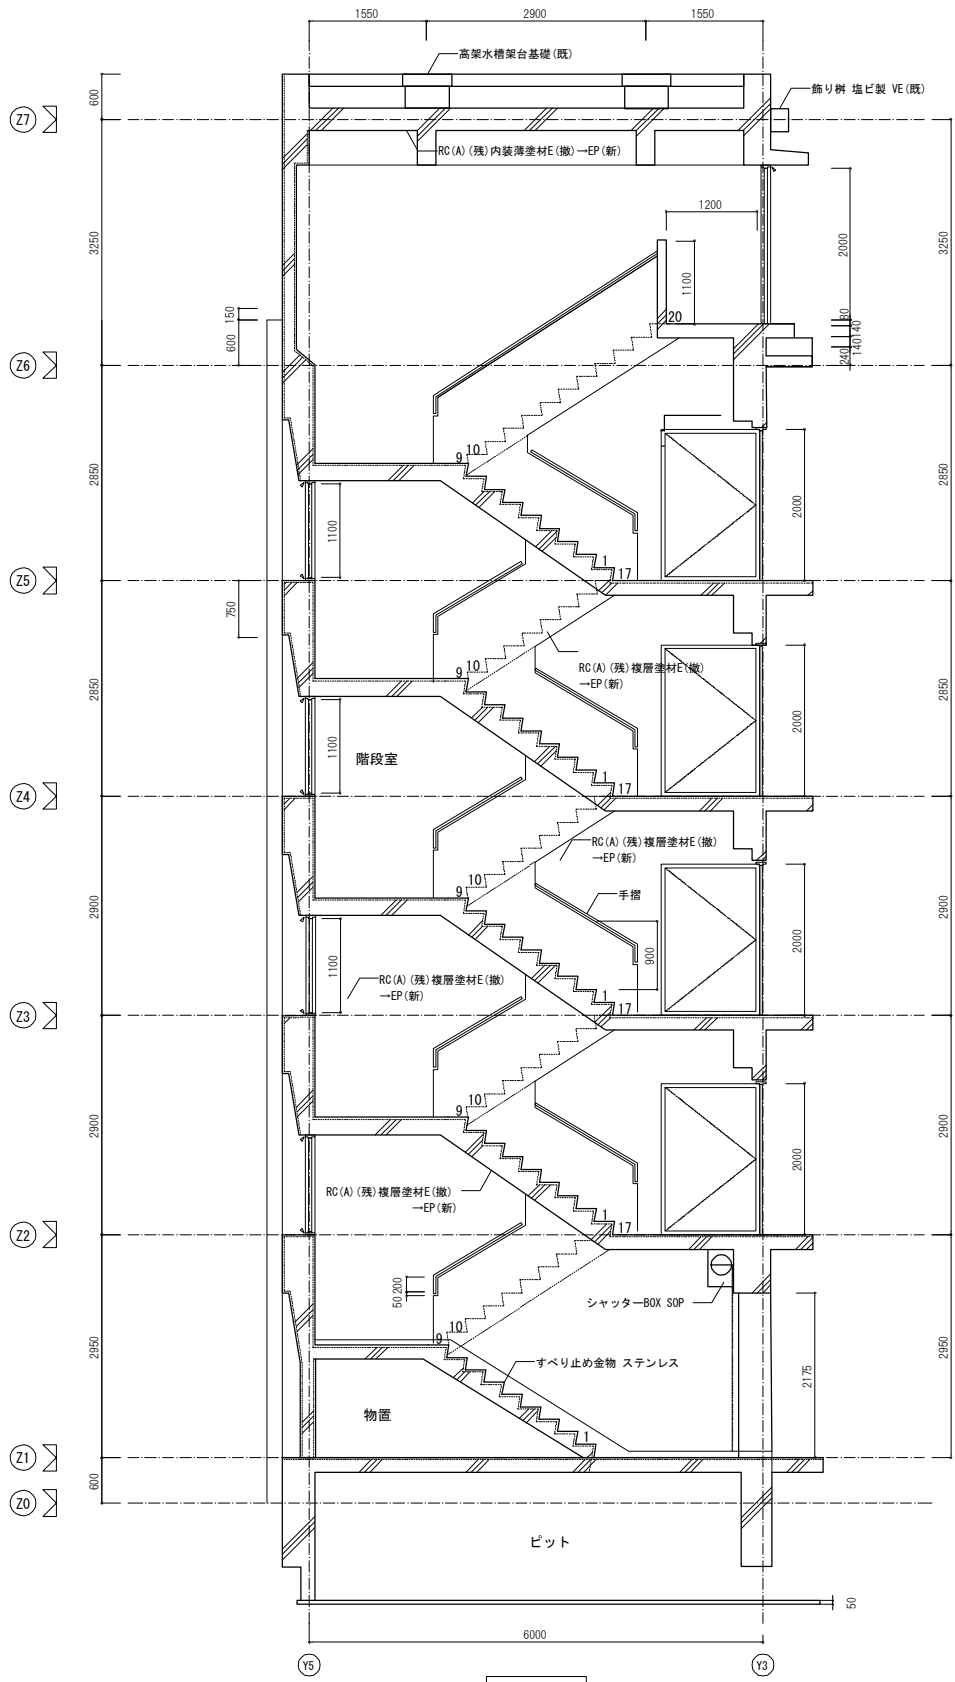 1550
2900
1550
高架水槽架台基礎(既)
飾り桝 塩ビ製 VE(既)
600
Z7
RC(A)(残)内装薄塗材E(撤)→EP(新)
1200
3250
2000
3250
1100
150
20
80
140
600
140
240
Z6
10
9
2850
2000
2850
1100
1
17
Z5
750
10
9
RC(A)(残)複層塗材E(撤)
→EP(新)
2850
1100
2000
2850
階段室
1
17
Z4
RC(A)(残)複層塗材E(撤)
→EP(新)
10
9
手摺
2900
2000
2900
1100
900
RC(A)(残)複層塗材E(撤)
→EP(新)
1
17
Z3
10
9
2900
2000
2900
RC(A)(残)複層塗材E(撤)
→EP(新)
1
17
Z2
50
200
シャッターBOX SOP
10
9
2950
すべり止め金物 ステンレス
2175
2950
物置
1
Z1
600
Z0
ピット
50
6000
Y5
Y3